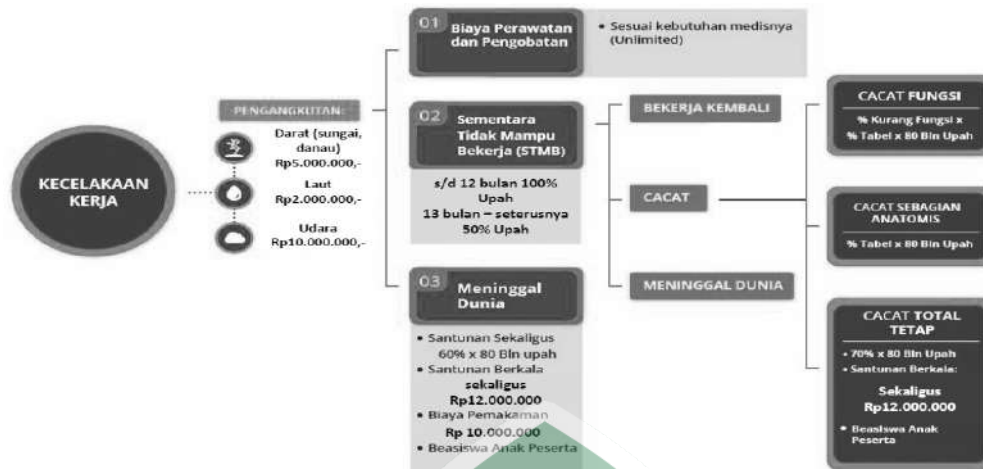 KECELAKAAN
KERJA
PENGANGKUTAN:
Darat (sungai,
danau)
Rp5.000.000,-
Laut
Rp2.000.000,-
Udara
Rp10.000.000,-
01
Biaya Perawatan
dan Pengobatan
• Sesuai kebutuhan medisnya
(Unlimited)
02
Sementara
Tidak Mampu
Bekerja (STMB)
s/d 12 bulan 100%
Upah
13 bulan – seterusnya
50% Upah
03
Meninggal
Dunia
• Santunan Sekaligus
60% x 80 Bln upah
• Santunan Berkala
sekaligus
Rp12.000.000
• Biaya Pemakaman
Rp 10.000.000
• Beasiswa Anak Peserta
BEKERJA KEMBALI
CACAT
MENINGGAL DUNIA
CACAT FUNGSI
% Kurang Fungsi x
% Tabel x 80 Bln Upah
CACAT SEBAGIAN
ANATOMIS
% Tabel x 80 Bln Upah
CACAT TOTAL
TETAP
• 70% x 80 Bln Upah
• Santunan Berkala:
Sekaligus
Rp12.000.000
• Beasiswa Anak
Peserta